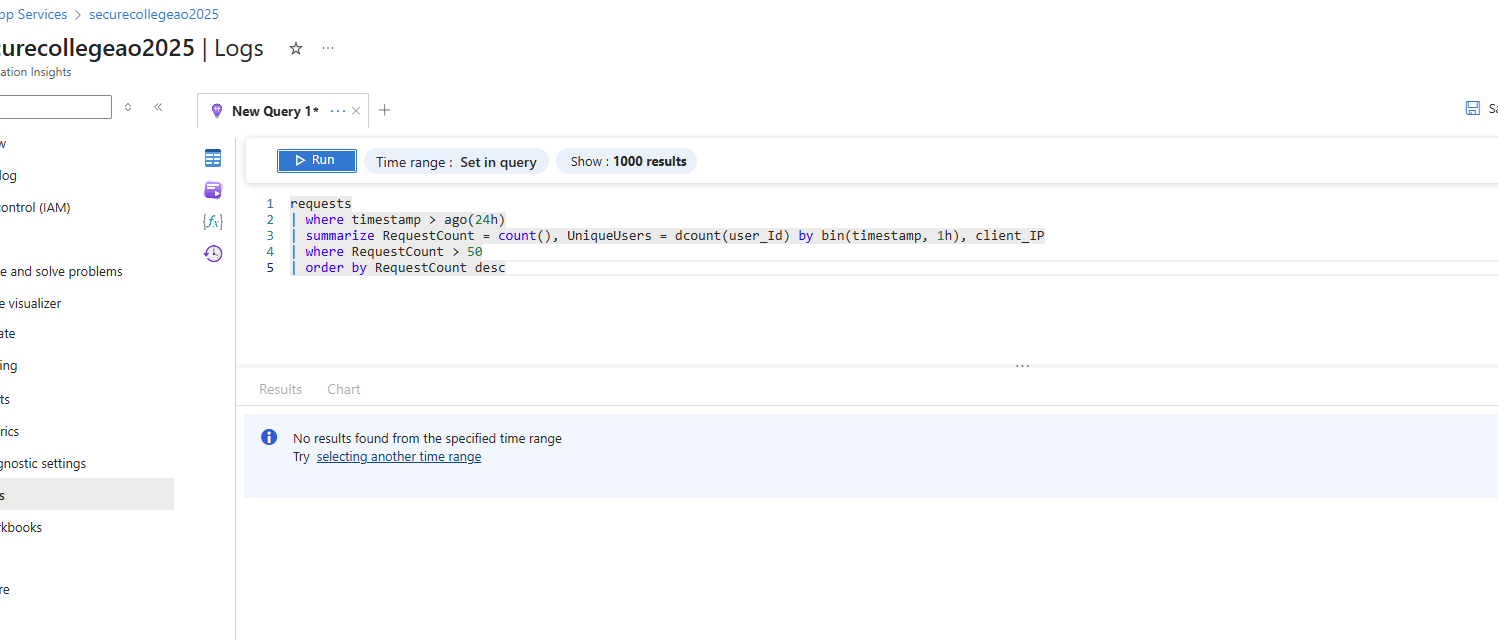 pp Services > securecollegeao2025
curecollegeao2025 | Logs
ation Insights
New Query 1*
Sa
Run Time range : Set in query Show : 1000 results
w
log
control (IAM)
e and solve problems
e visualizer
ate
ing
ts
rics
gnostic settings
s
rkbooks
re
1 requests
2 | where timestamp > ago(24h)
3 | summarize RequestCount = count(), UniqueUsers = dcount(user_Id) by bin(timestamp, 1h), client_IP
4 | where RequestCount > 50
5 | order by RequestCount desc
Results Chart
No results found from the specified time range
Try selecting another time range